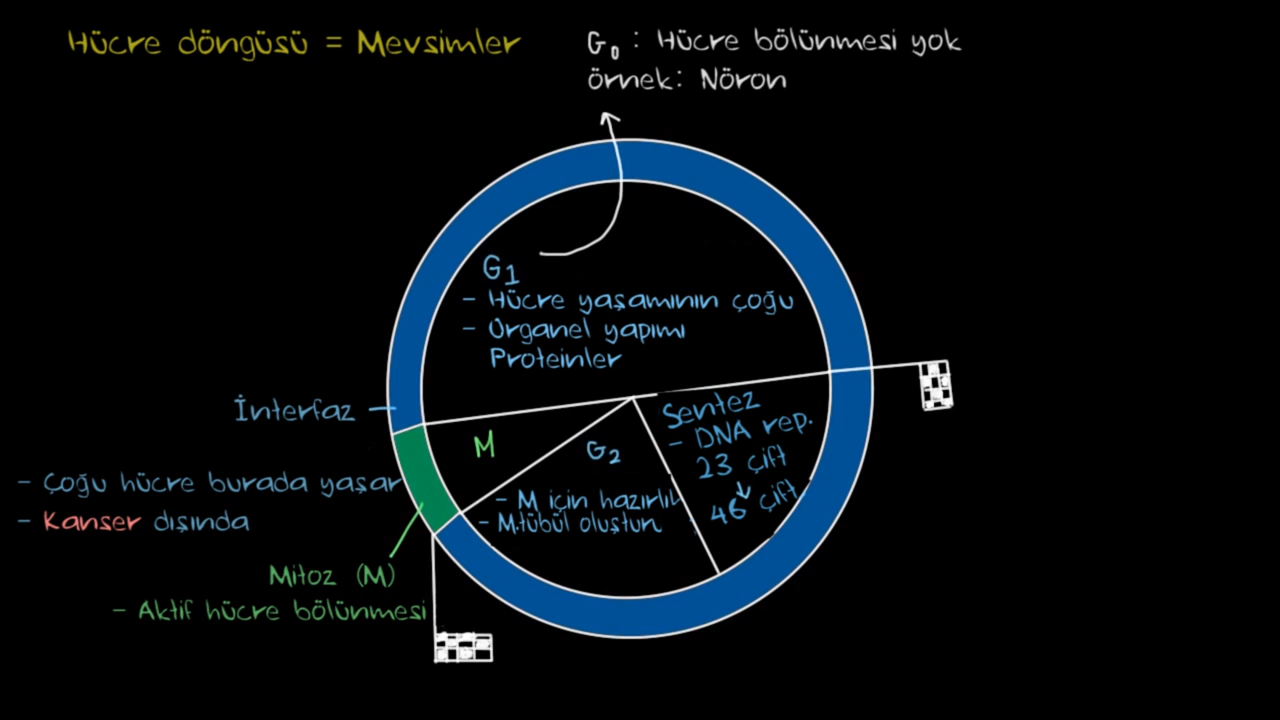 Hücre döngüsü = Mevsimler
G₀ : Hücre bölünmesi yok
örnek: Nöron
G₁
- Hücre yaşamının çoğu
- Organel yapımı
Proteinler
İnterfaz
- Çoğu hücre burada yaşar
- Kanser dışında
M
G₂
- M için hazırlık
- M.tübül oluştur
Sentez
- DNA rep.
23 çift
46 çift
Mitoz (M)
- Aktif hücre bölünmesi